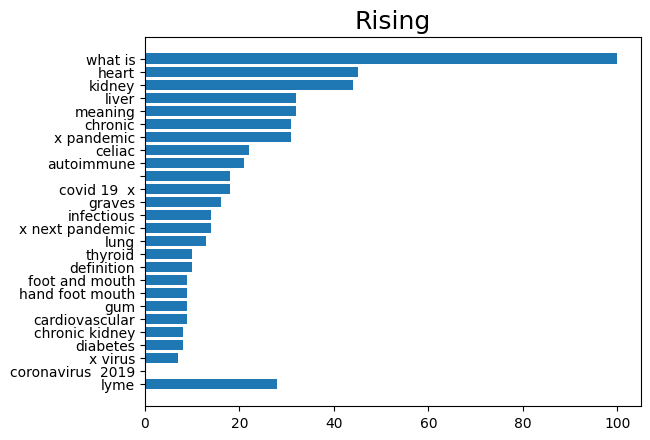 Rising
what is
heart
kidney
liver
meaning
chronic
x pandemic
celiac
autoimmune
covid 19  x
graves
infectious
x next pandemic
lung
thyroid
definition
foot and mouth
hand foot mouth
gum
cardiovascular
chronic kidney
diabetes
x virus
coronavirus  2019
lyme
0 20 40 60 80 100